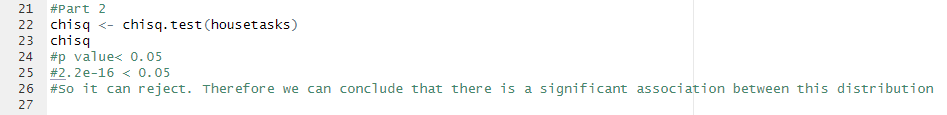 21 #Part 2
22 chisq <- chisq.test(housetasks)
23 chisq
24 #p value< 0.05
25 #2.2e-16 < 0.05
26 #So it can reject. Therefore we can conclude that there is a significant association between this distribution
27